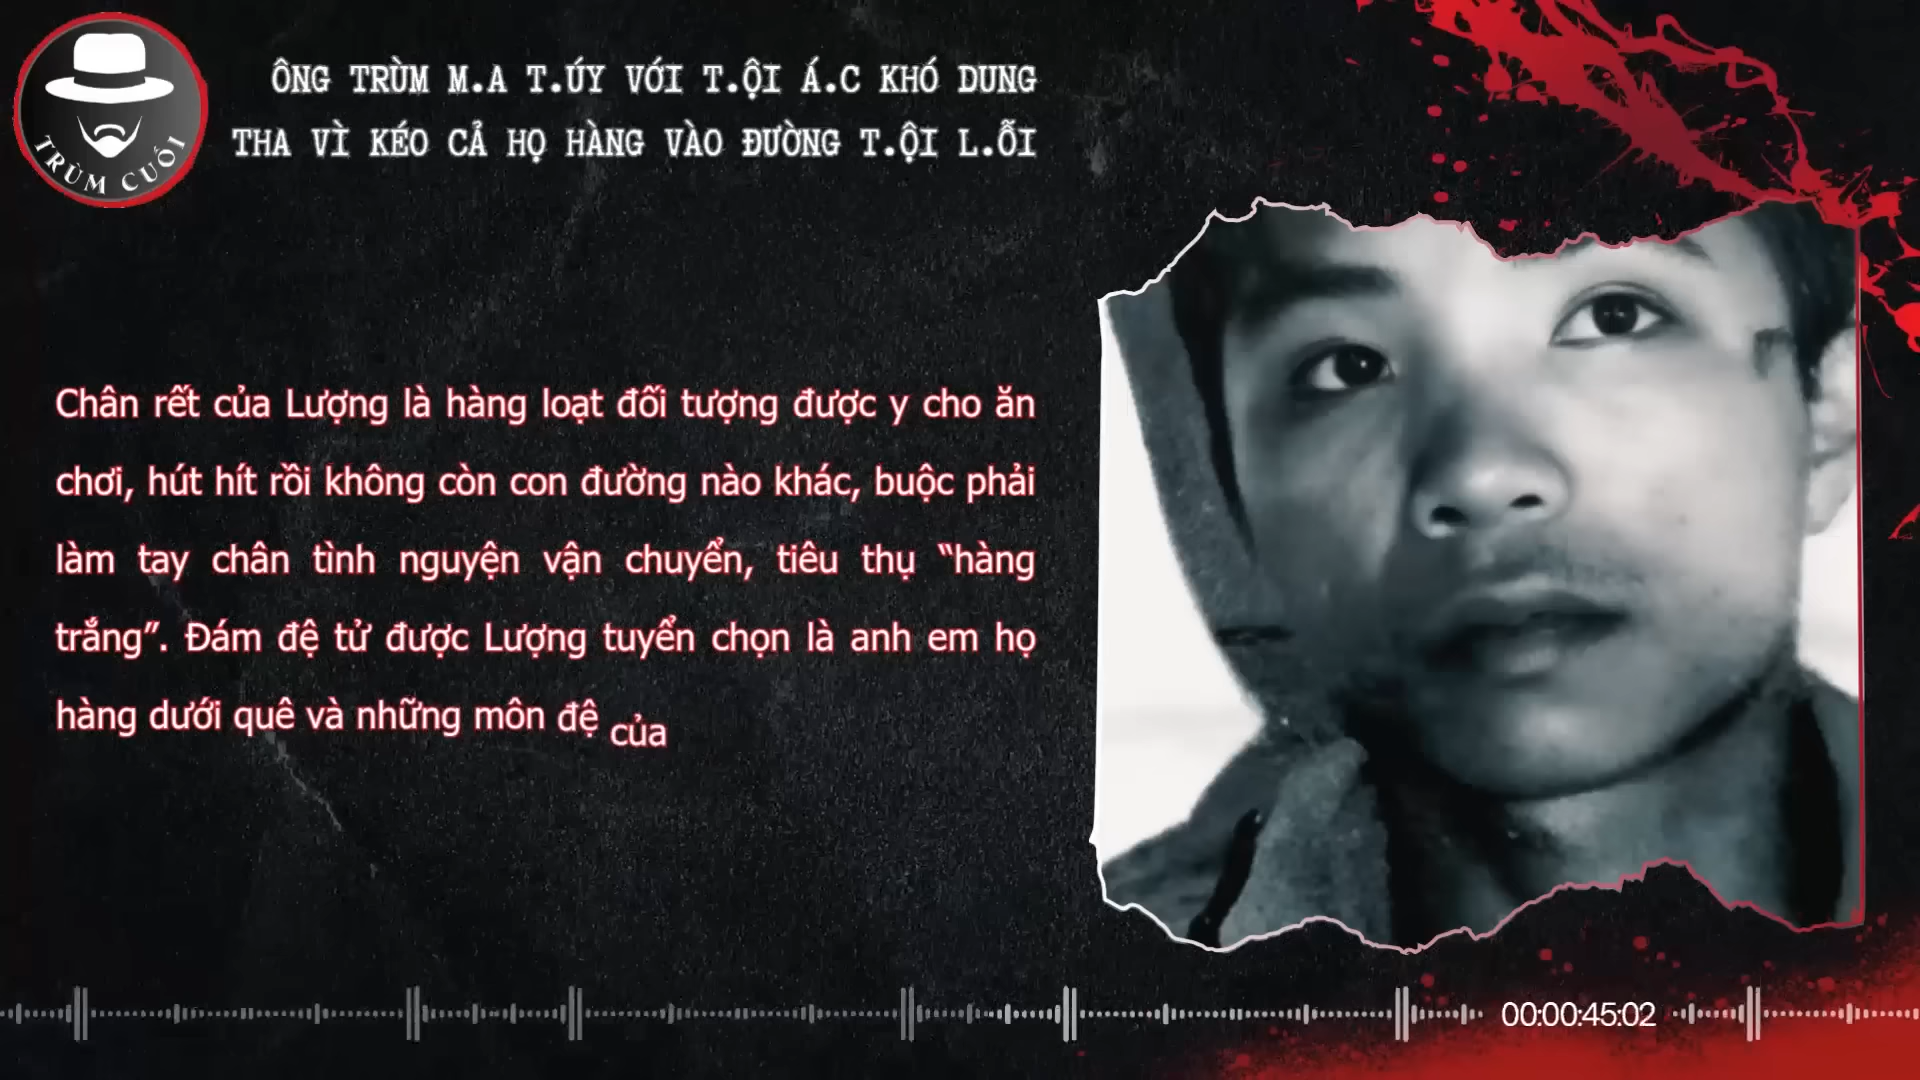 TRÙM CUỐI
ÔNG TRÙM M.A T.ÚY VỚI T.ỘI Á.C KHÓ DUNG
THA VÌ KÉO CẢ HỌ HÀNG VÀO ĐƯỜNG T.ỘI L.ỖI
Chân rết của Lượng là hàng loạt đối tượng được y cho ăn
chơi, hút hít rồi không còn con đường nào khác, buộc phải
làm tay chân tình nguyện vận chuyển, tiêu thụ “hàng
trắng”. Đám đệ tử được Lượng tuyển chọn là anh em họ
hàng dưới quê và những môn đệ của
00:00:45:02